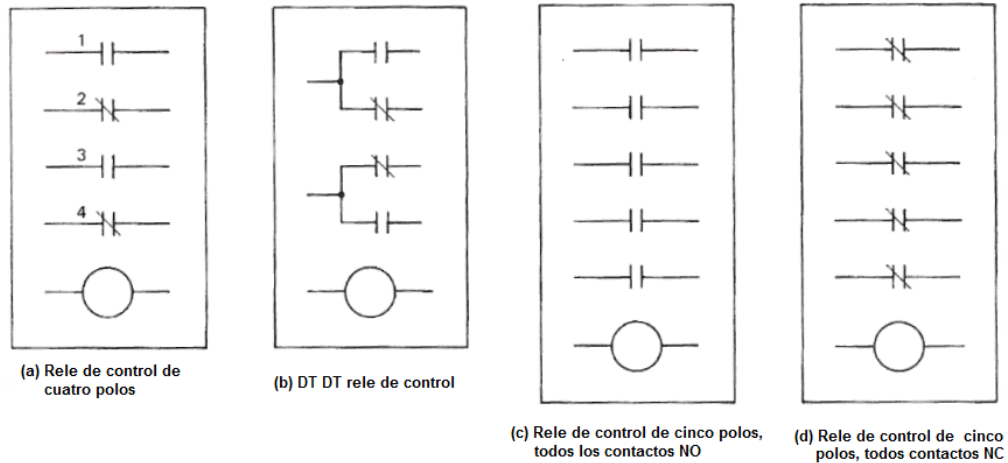 1
2
3
4
(a) Rele de control de
cuatro polos
(b) DT DT rele de control
(c) Rele de control de cinco polos,
todos los contactos NO
(d) Rele de control de cinco
polos, todos contactos NC